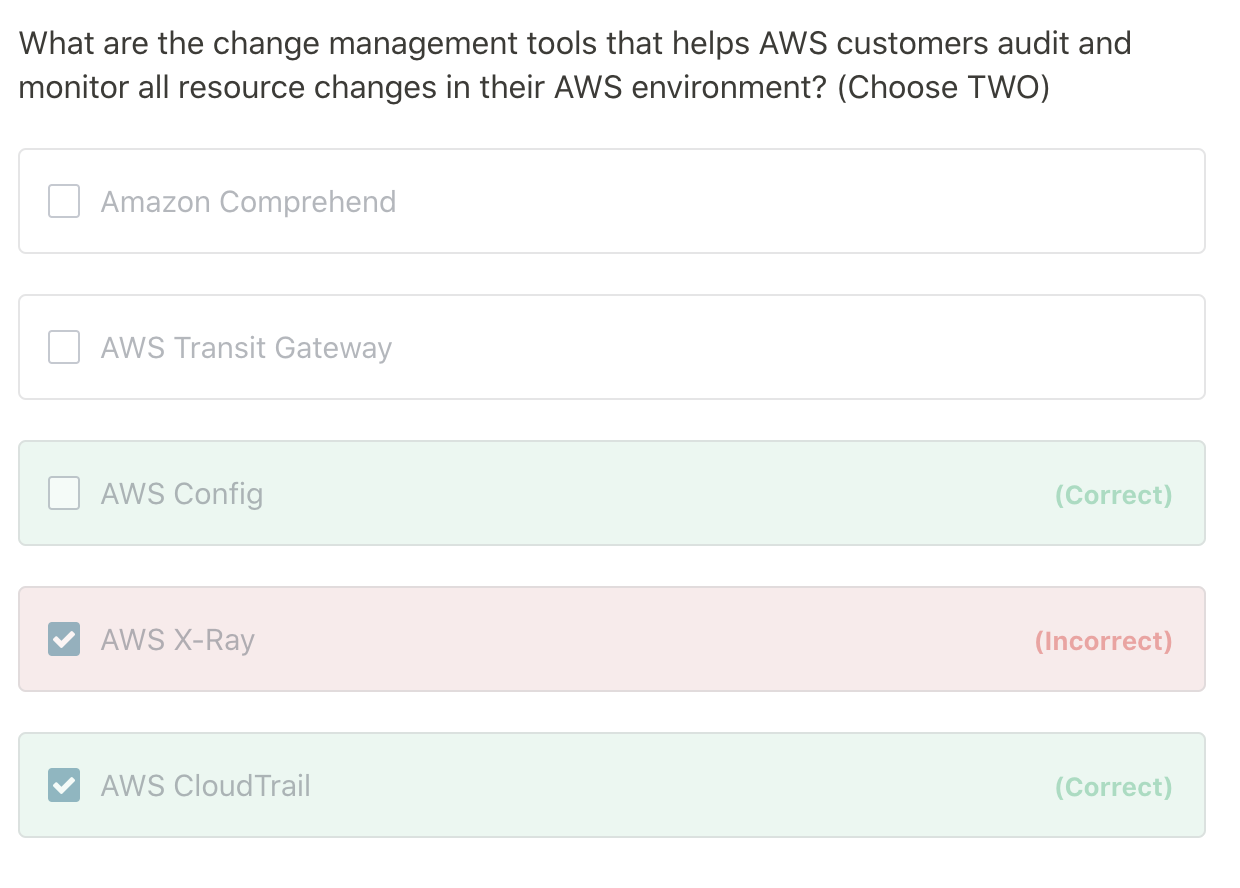 What are the change management tools that helps AWS customers audit and
monitor all resource changes in their AWS environment? (Choose TWO)
Amazon Comprehend
AWS Transit Gateway
AWS Config (Correct)
AWS X-Ray (Incorrect)
AWS CloudTrail (Correct)